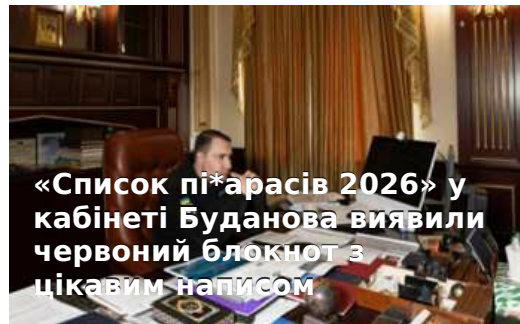 «Список пі*арасів 2026» у
кабінеті Буданова виявили
червоний блокнот з
цікавим написом